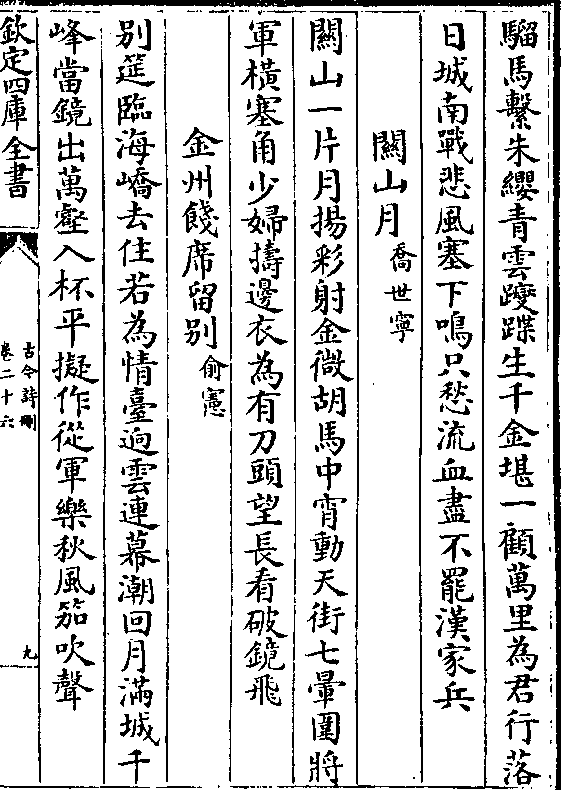 騮馬繫朱纓青雲躞蹀生千金堪一顧萬里為君行落
日城南戰悲風塞下鳴只愁流血盡不罷漢家兵
關山月喬世寧
關山一片月揚彩射金微胡馬中宵動天街七暈圍將
軍橫塞角少婦擣邊衣為有刀頭望長看破鏡飛
金州餞席留别俞憲
别筵臨海嶠去住若為情臺迥雲連幕潮回月滿城千
峰當鏡出萬壑入杯平擬作從軍樂秋風笳吹聲
欽定四庫全書
古今詩刪
卷二十六
九